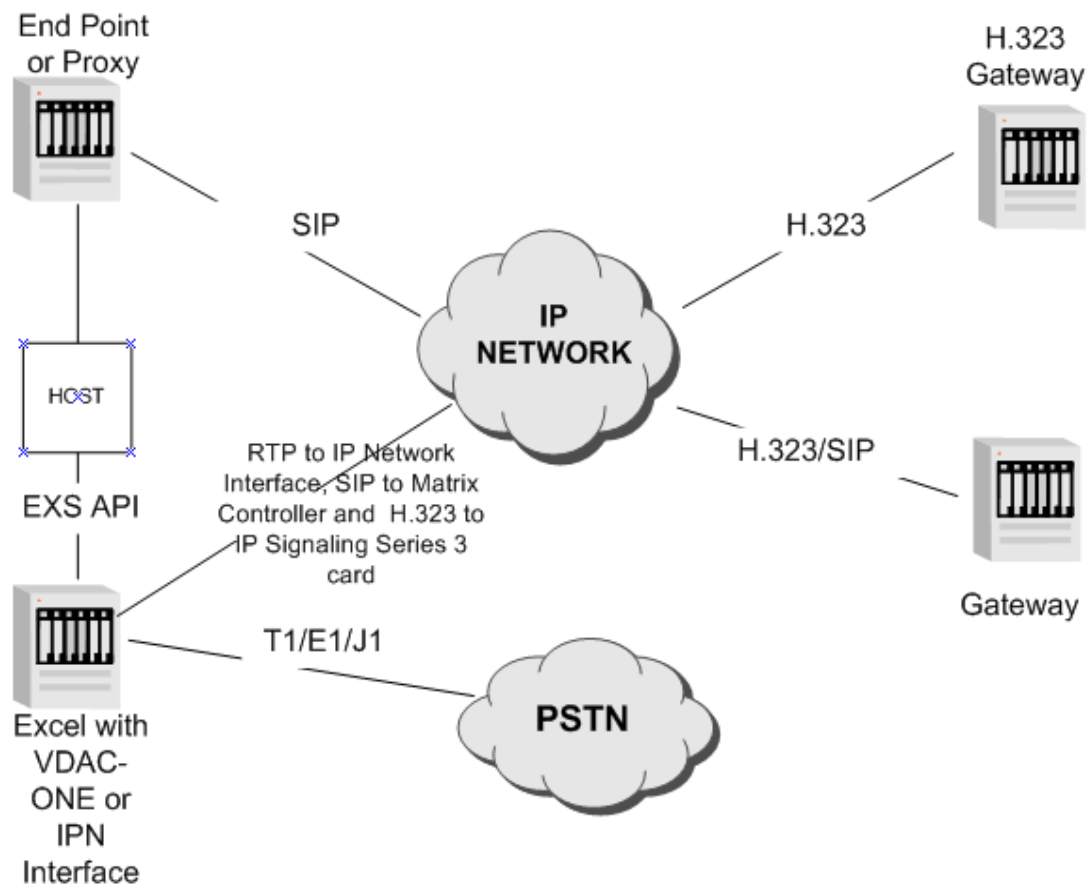 End Point
or Proxy
H.323
Gateway
SIP
H.323
IP
NETWORK
HOST
RTP to IP Network
Interface, SIP to Matrix
Controller and H.323 to
IP Signaling Series 3
card
H.323/SIP
EXS API
Gateway
T1/E1/J1
PSTN
Excel with
VDAC-
ONE or
IPN
Interface